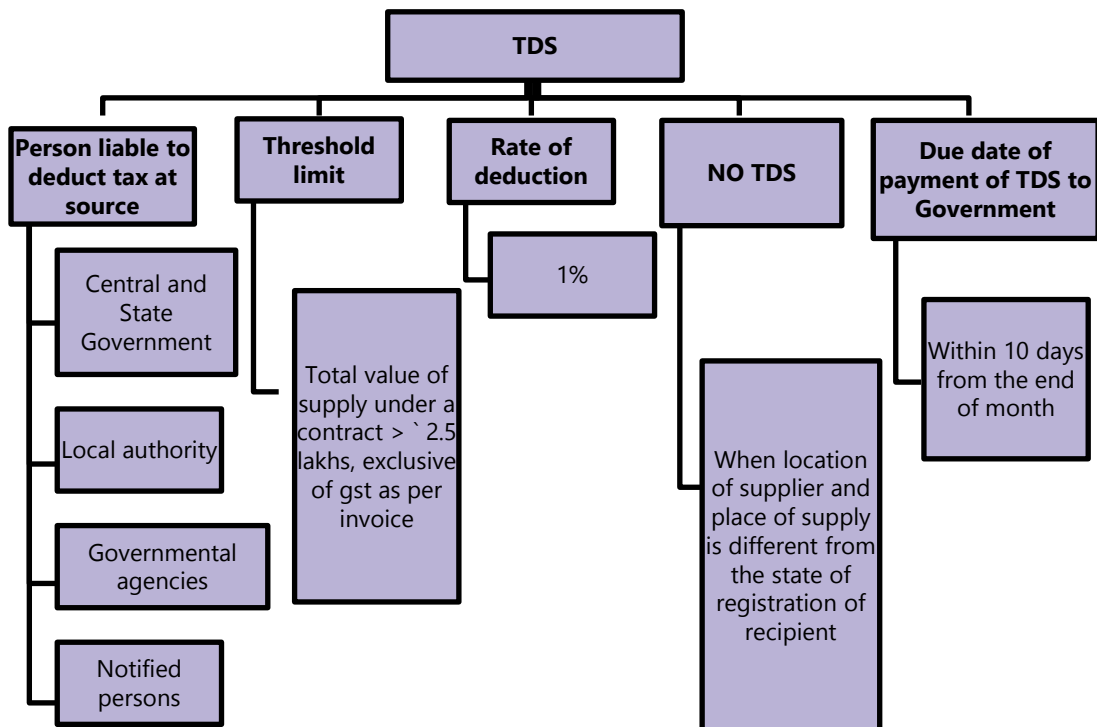 TDS
Person liable to
deduct tax at
source
Central and
State
Government
Local authority
Governmental
agencies
Notified
persons
Threshold
limit
Total value of
supply under a
contract > ` 2.5
lakhs, exclusive
of gst as per
invoice
Rate of
deduction
1%
NO TDS
When location
of supplier and
place of supply
is different from
the state of
registration of
recipient
Due date of
payment of TDS to
Government
Within 10 days
from the end
of month